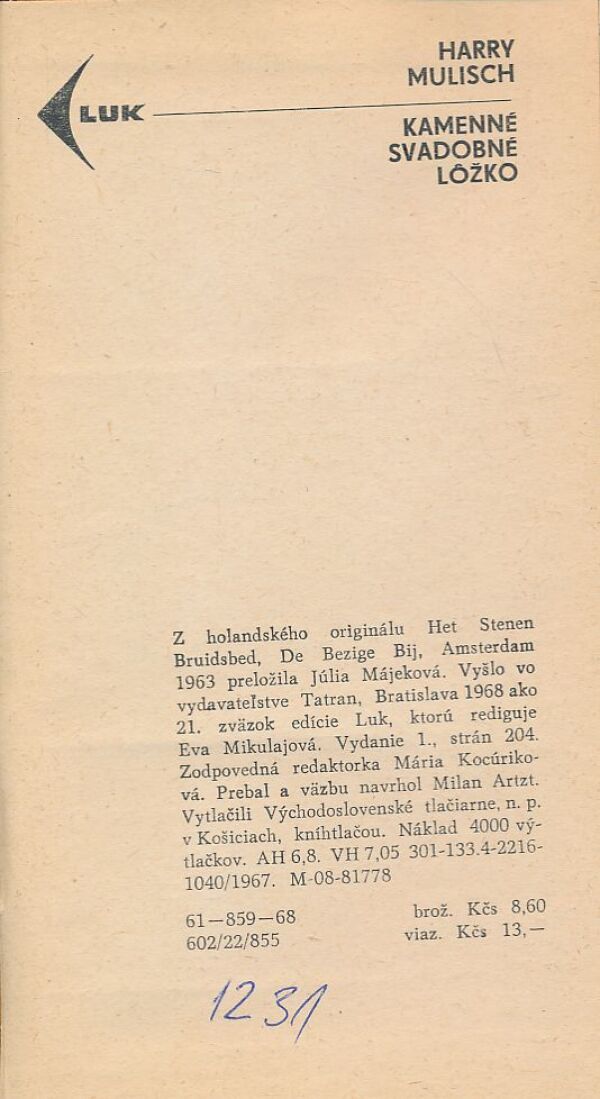 HARRY
MULISCH
LUK
KAMENNÉ
SVADOBNÉ
LÔŽKO
Z holandského originálu Het Stenen
Bruidsbed, De Bezige Bij, Amsterdam
1963 preložila Júlia Májeková. Vyšlo vo
vydavateľstve Tatran, Bratislava 1968 ako
21. zväzok edície Luk, ktorú rediguje
Eva Mikulajová. Vydanie 1., strán 204.
Zodpovedná redaktorka Mária Kocúriko-
vá. Prebal a väzbu navrhol Milan Artzt.
Vytlačili Východoslovenské tlačiarne, n. p.
v Košiciach, kníhtlačou. Náklad 4000 vý-
tlačkov. AH 6,8. VH 7,05 301-133.4-2216-
1040/1967. M-08-81778
61—859—68 brož. Kčs 8,60
602/22/855 viaz. Kčs 13,—
1231